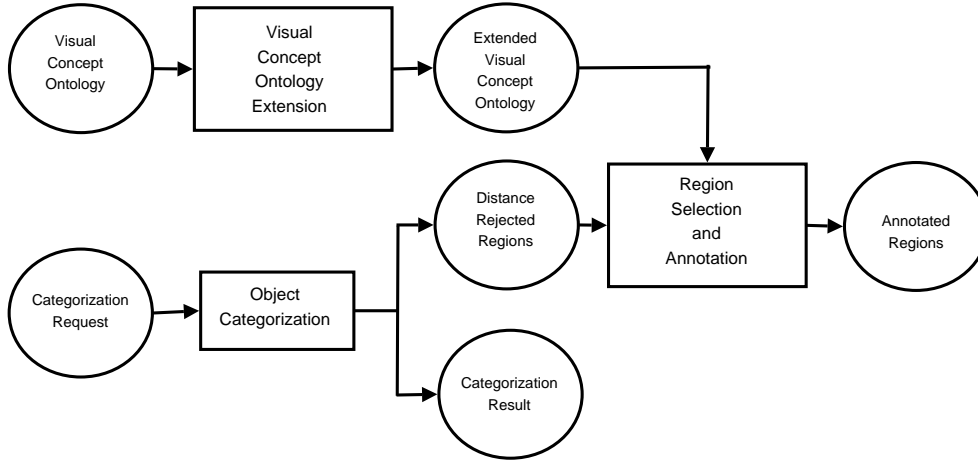 Visual
Concept
Ontology
Visual
Concept
Ontology
Extension
Extended
Visual
Concept
Ontology
Distance
Rejected
Regions
Region
Selection
and
Annotation
Annotated
Regions
Categorization
Request
Object
Categorization
Categorization
Result